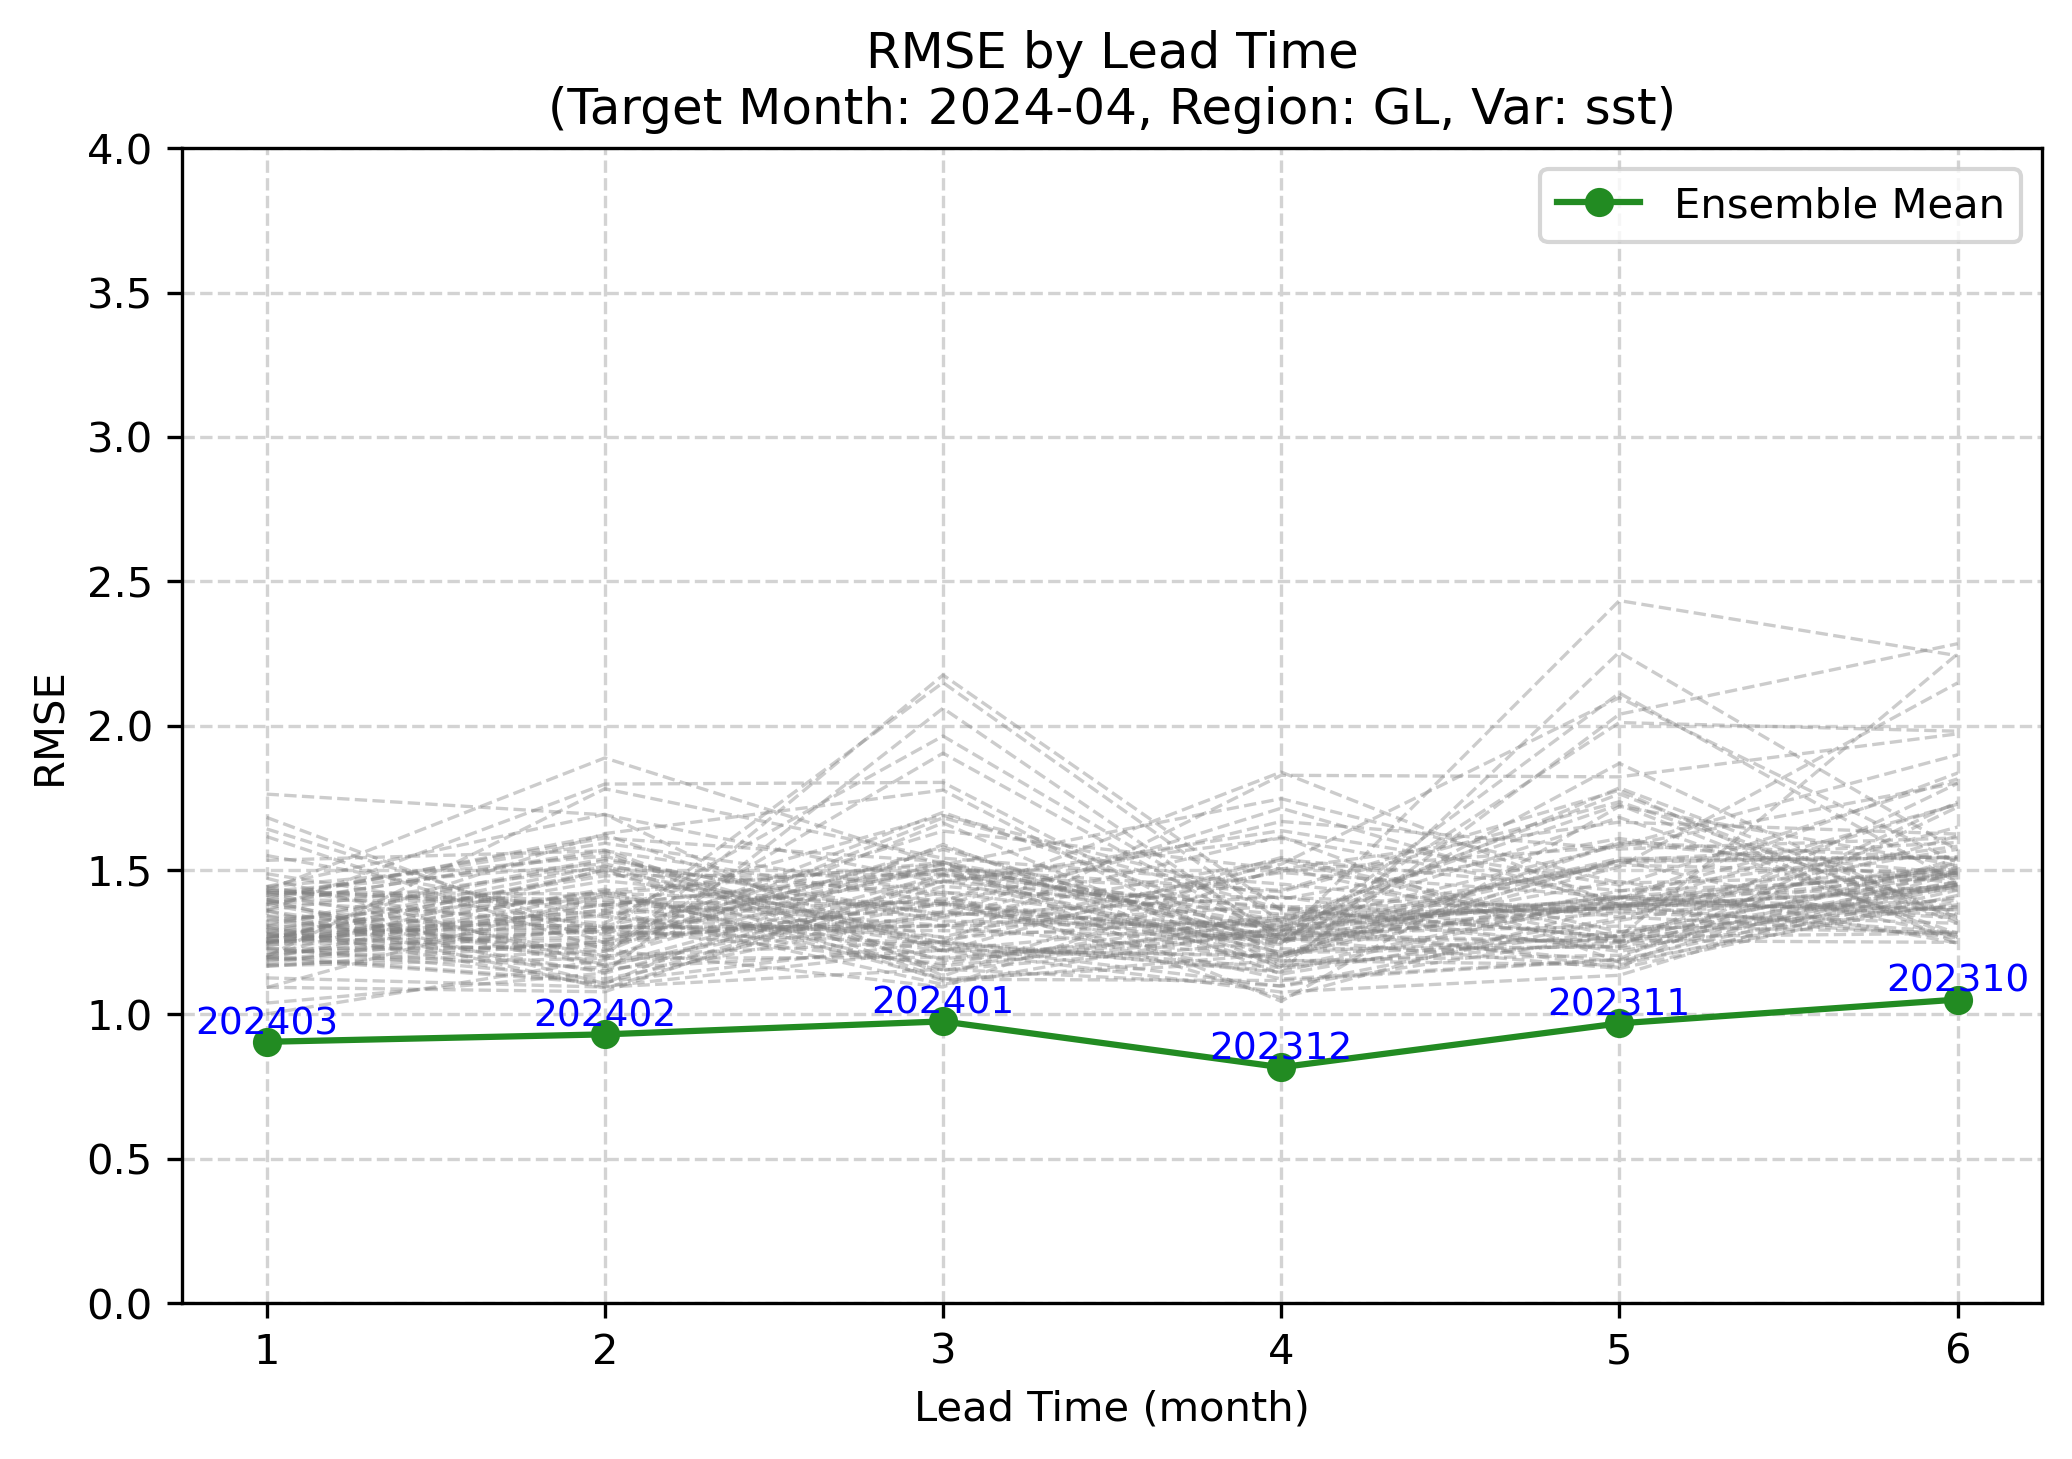 RMSE by Lead Time
(Target Month: 2024-04, Region: GL, Var: sst)
4.0
3.5
3.0
2.5
2.0
1.5
1.0
0.5
0.0
RMSE
Ensemble Mean
202403
202402
202401
202312
202311
202310
1 2 3 4 5 6
Lead Time (month)